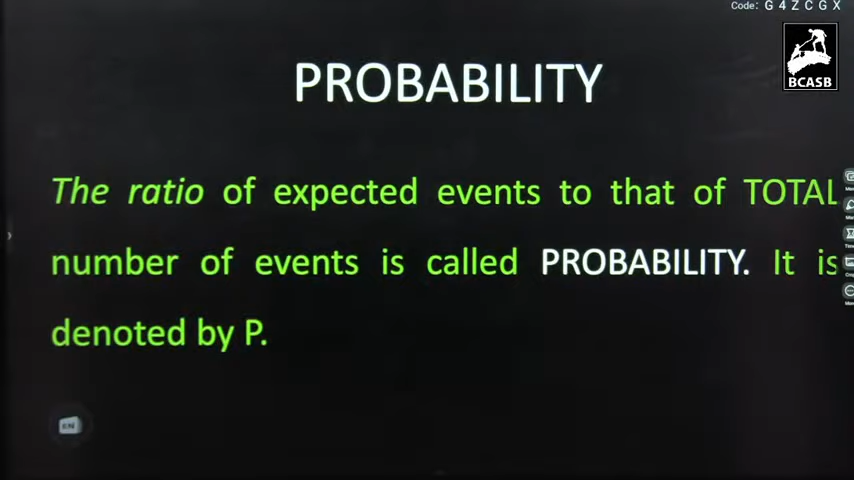 Code: G4ZCGX
BCASB
PROBABILITY
The ratio of expected events to that of TOTAL
number of events is called PROBABILITY. It is
denoted by P.
EN